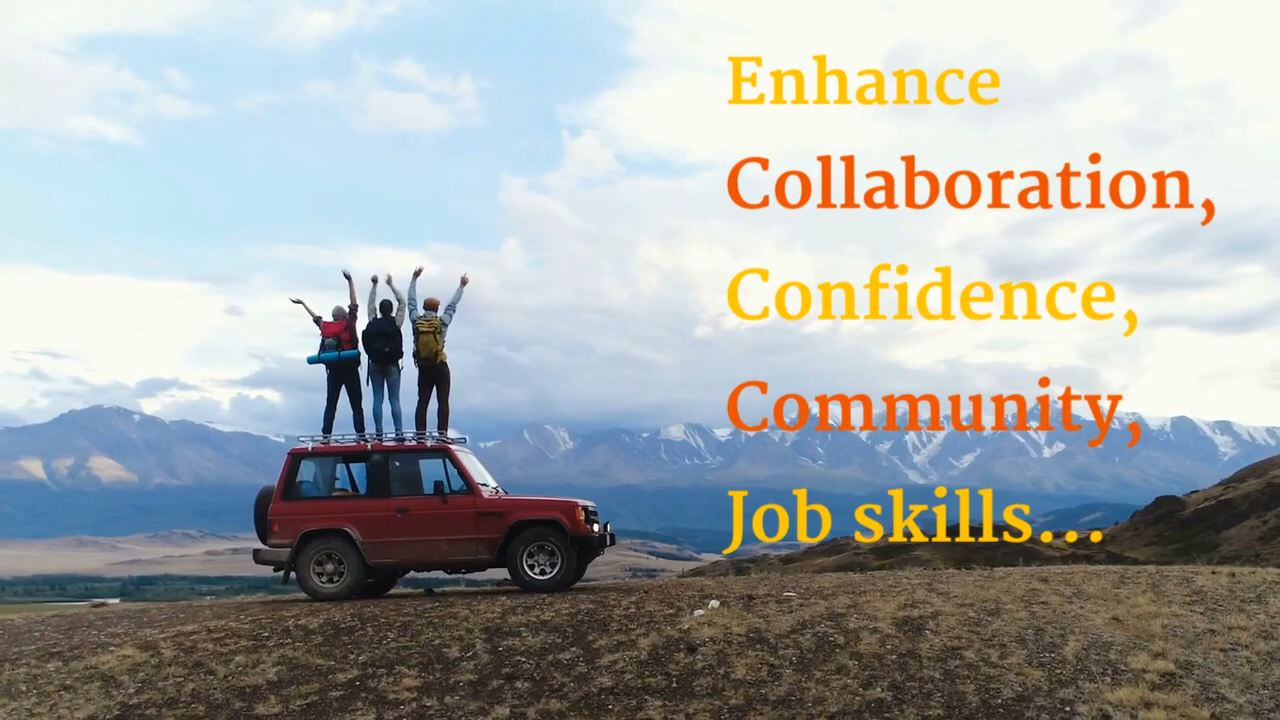 Enhance
Collaboration,
Confidence,
Community,
Job skills...